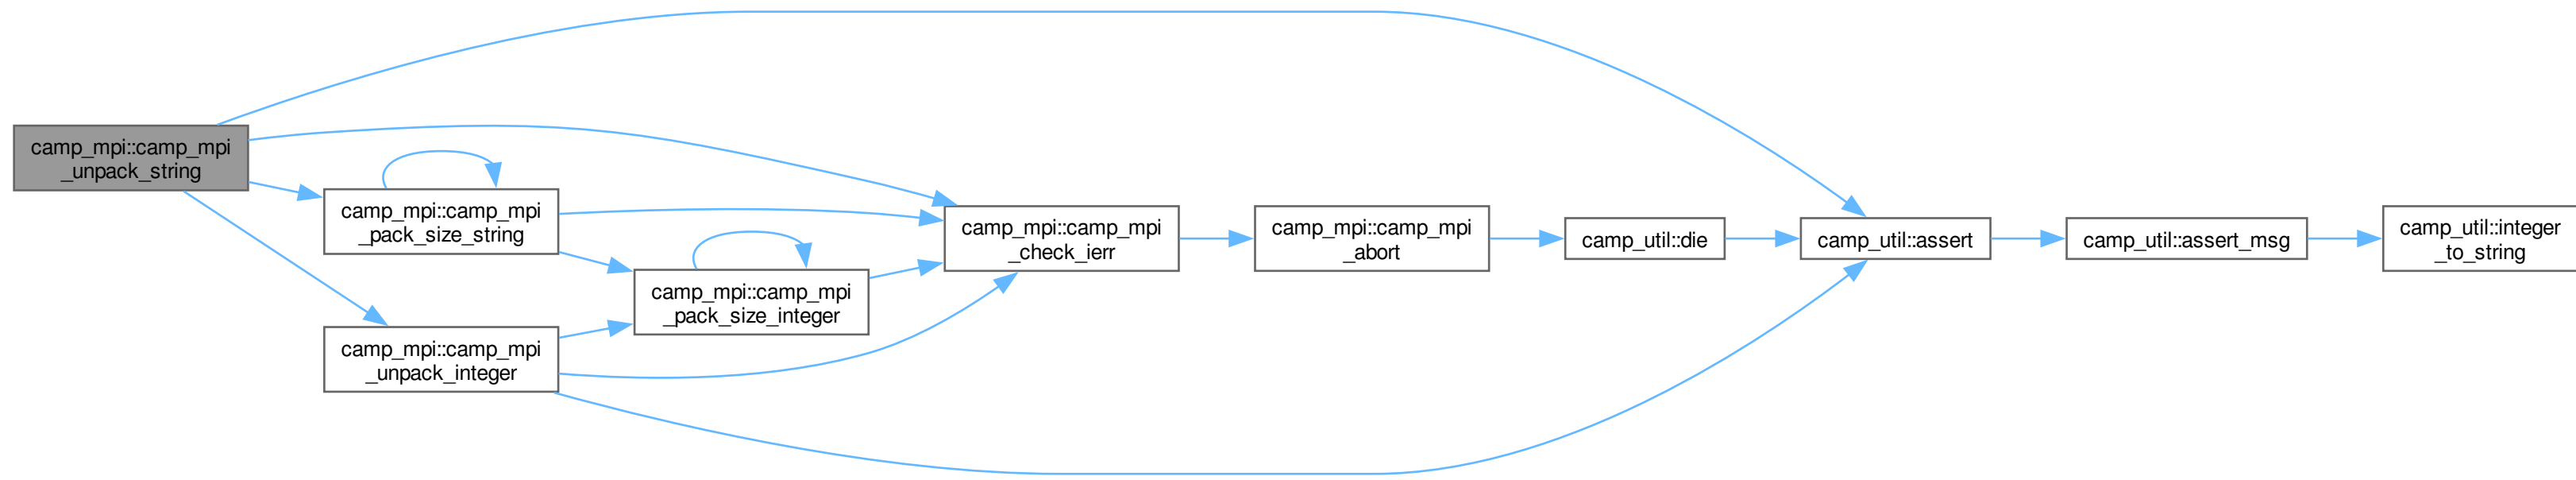 camp_mpi::camp_mpi
_unpack_string
camp_mpi::camp_mpi
_pack_size_string
camp_mpi::camp_mpi
_unpack_integer
camp_mpi::camp_mpi
_pack_size_integer
camp_mpi::camp_mpi
_check_ierr
camp_mpi::camp_mpi
_abort
camp_util::die
camp_util::assert
camp_util::assert_msg
camp_util::integer
_to_string